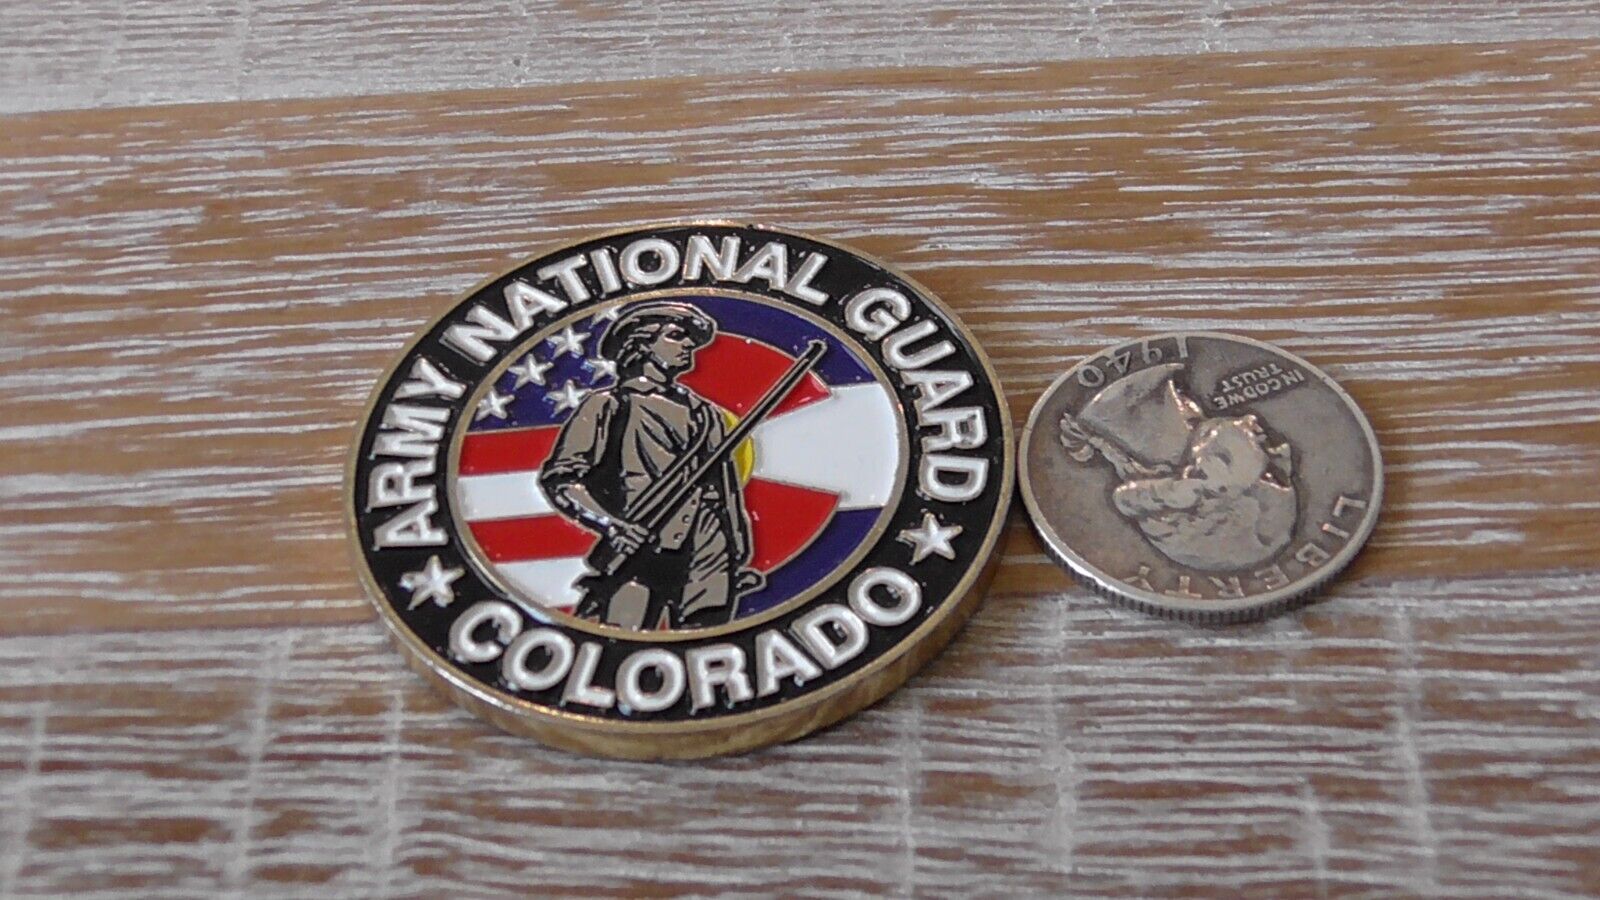 ARMY NATIONAL GUARD
COLORADO
LIBERTY
IN GOD WE
TRUST
1940